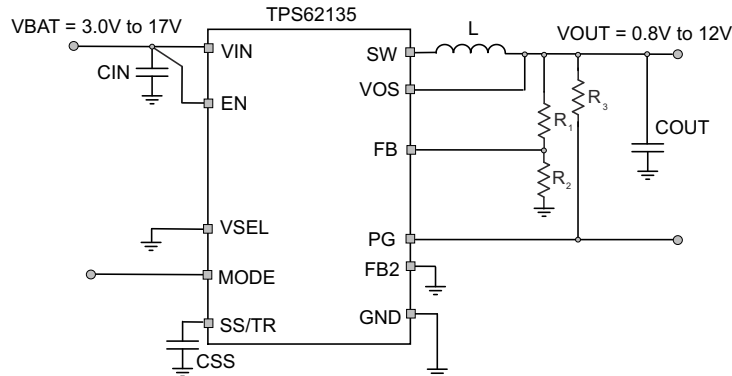 TPS62135
VBAT = 3.0V to 17V
L
VOUT = 0.8V to 12V
VIN
SW
CIN
VOS
EN
R₁
R₃
COUT
FB
R₂
VSEL
PG
MODE
FB2
SS/TR
GND
CSS